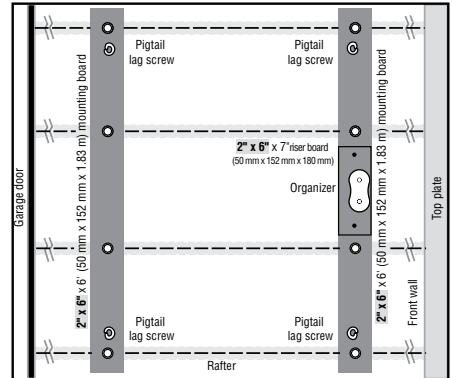 Garage door
2" x 6" x 6' (50 mm x 152 mm x 1.83 m) mounting board
Pigtail
lag screw
Pigtail
lag screw
2" x 6" x 7" riser board
(50 mm x 152 mm x 180 mm)
Organizer
2" x 6" x 6' (50 mm x 152 mm x 1.83 m) mounting board
Front wall
Top plate
Pigtail
lag screw
Pigtail
lag screw
Rafter